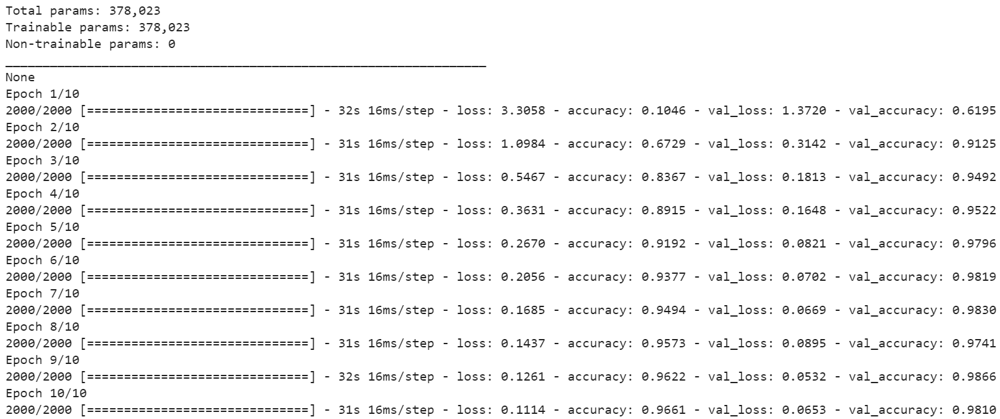 Total params: 378,023
Trainable params: 378,023
Non-trainable params: 0
_________________________________________________________________
None
Epoch 1/10
2000/2000 [==============================] - 32s 16ms/step - loss: 3.3058 - accuracy: 0.1046 - val_loss: 1.3720 - val_accuracy: 0.6195
Epoch 2/10
2000/2000 [==============================] - 31s 16ms/step - loss: 1.0984 - accuracy: 0.6729 - val_loss: 0.3142 - val_accuracy: 0.9125
Epoch 3/10
2000/2000 [==============================] - 31s 16ms/step - loss: 0.5467 - accuracy: 0.8367 - val_loss: 0.1813 - val_accuracy: 0.9492
Epoch 4/10
2000/2000 [==============================] - 31s 16ms/step - loss: 0.3631 - accuracy: 0.8915 - val_loss: 0.1648 - val_accuracy: 0.9522
Epoch 5/10
2000/2000 [==============================] - 31s 16ms/step - loss: 0.2670 - accuracy: 0.9192 - val_loss: 0.0821 - val_accuracy: 0.9796
Epoch 6/10
2000/2000 [==============================] - 31s 16ms/step - loss: 0.2056 - accuracy: 0.9377 - val_loss: 0.0702 - val_accuracy: 0.9819
Epoch 7/10
2000/2000 [==============================] - 31s 16ms/step - loss: 0.1685 - accuracy: 0.9494 - val_loss: 0.0669 - val_accuracy: 0.9830
Epoch 8/10
2000/2000 [==============================] - 31s 16ms/step - loss: 0.1437 - accuracy: 0.9573 - val_loss: 0.0895 - val_accuracy: 0.9741
Epoch 9/10
2000/2000 [==============================] - 32s 16ms/step - loss: 0.1261 - accuracy: 0.9622 - val_loss: 0.0532 - val_accuracy: 0.9866
Epoch 10/10
2000/2000 [==============================] - 31s 16ms/step - loss: 0.1114 - accuracy: 0.9661 - val_loss: 0.0653 - val_accuracy: 0.9810